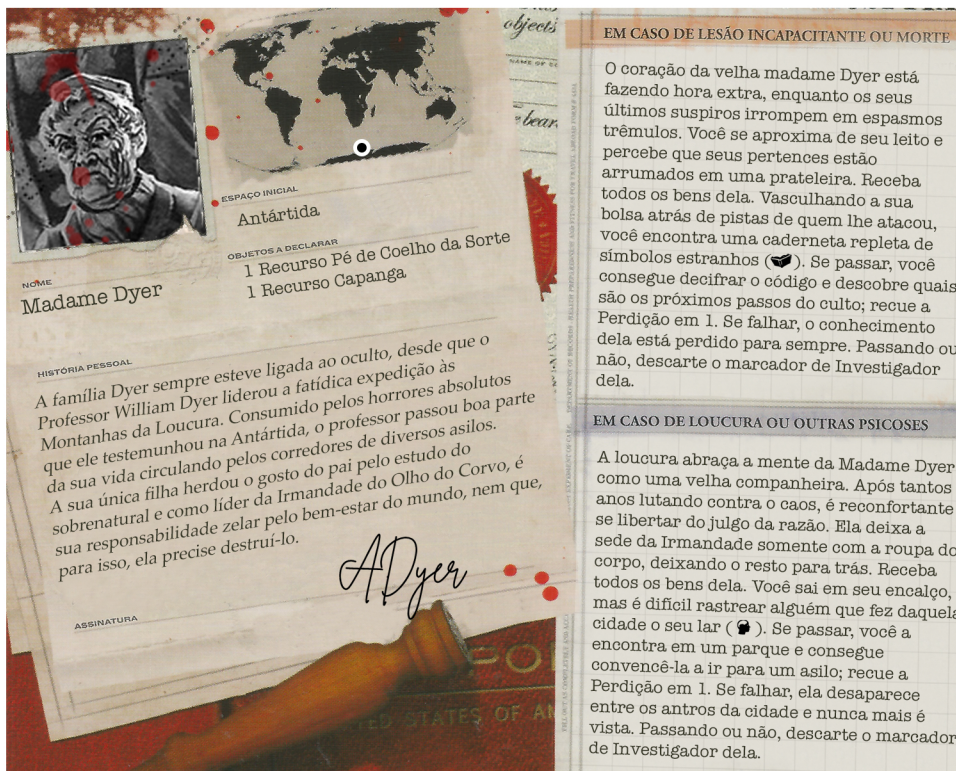 objects
NAME OF
ESPAÇO INICIAL
Antártida
OBJETOS A DECLARAR
1 Recurso Pé de Coelho da Sorte
1 Recurso Capanga
NOME
Madame Dyer
HISTÓRIA PESSOAL
A família Dyer sempre esteve ligada ao oculto, desde que o
Professor William Dyer liderou a fatídica expedição às
Montanhas da Loucura. Consumido pelos horrores absolutos
que ele testemunhou na Antártida, o professor passou boa parte
da sua vida circulando pelos corredores de diversos asilos.
A sua única filha herdou o gosto do pai pelo estudo do
sobrenatural e como líder da Irmandade do Olho do Corvo, é
sua responsabilidade zelar pelo bem-estar do mundo, nem que,
para isso, ela precise destruí-lo.
ADyer
ASSINATURA
STATES OF
EM CASO DE LESÃO INCAPACITANTE OU MORTE
O coração da velha madame Dyer está
fazendo hora extra, enquanto os seus
últimos suspiros irrompem em espasmos
trêmulos. Você se aproxima de seu leito e
percebe que seus pertences estão
arrumados em uma prateleira. Receba
todos os bens dela. Vasculhando a sua
bolsa atrás de pistas de quem lhe atacou,
você encontra uma caderneta repleta de
símbolos estranhos ( ). Se passar, você
consegue decifrar o código e descobre quais
são os próximos passos do culto; recue a
Perdição em 1. Se falhar, o conhecimento
dela está perdido para sempre. Passando ou
não, descarte o marcador de Investigador
dela.
EM CASO DE LOUCURA OU OUTRAS PSICOSES
A loucura abraça a mente da Madame Dyer
como uma velha companheira. Após tantos
anos lutando contra o caos, é reconfortante
se libertar do julgo da razão. Ela deixa a
sede da Irmandade somente com a roupa do
corpo, deixando o resto para trás. Receba
todos os bens dela. Você sai em seu encalço,
mas é difícil rastrear alguém que fez daquela
cidade o seu lar ( ). Se passar, você a
encontra em um parque e consegue
convencê-la a ir para um asilo; recue a
Perdição em 1. Se falhar, ela desaparece
entre os antros da cidade e nunca mais é
vista. Passando ou não, descarte o marcador
de Investigador dela.